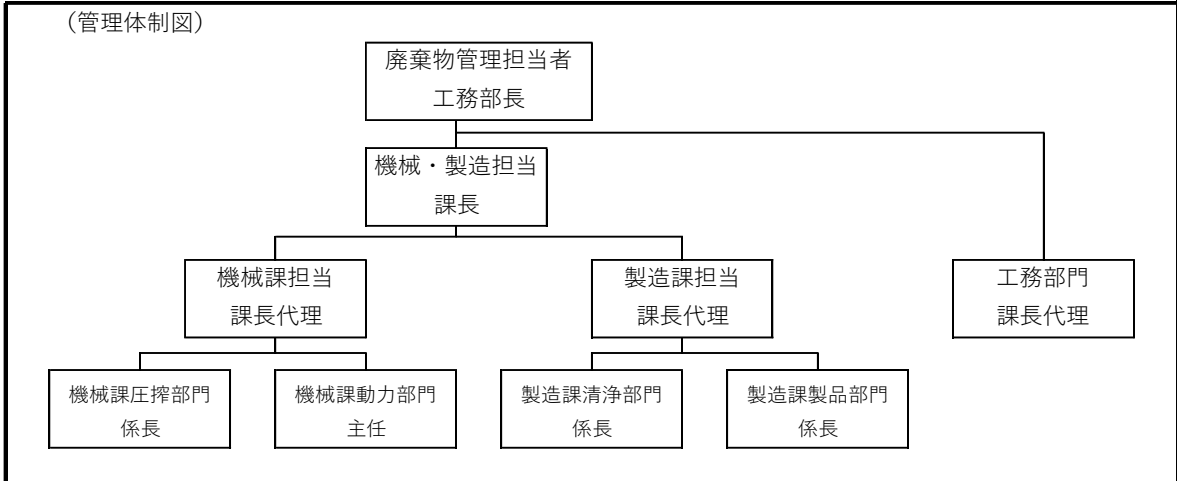 （管理体制図）
廃棄物管理担当者
工務部長
機械・製造担当
課長
機械課担当
課長代理
製造課担当
課長代理
工務部門
課長代理
機械課圧搾部門
係長
機械課動力部門
主任
製造課清浄部門
係長
製造課製品部門
係長